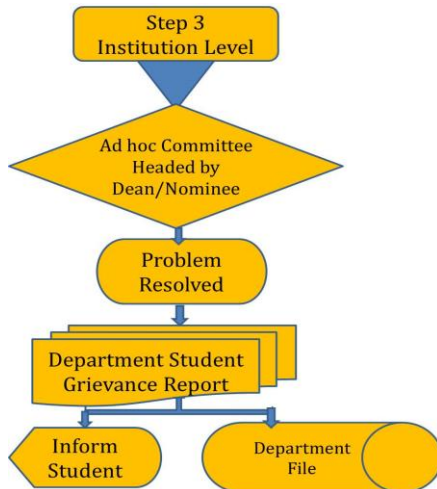 Step 3
Institution Level
Ad hoc Committee
Headed by
Dean/Nominee
Problem
Resolved
Department Student
Grievance Report
Inform
Student
Department
File